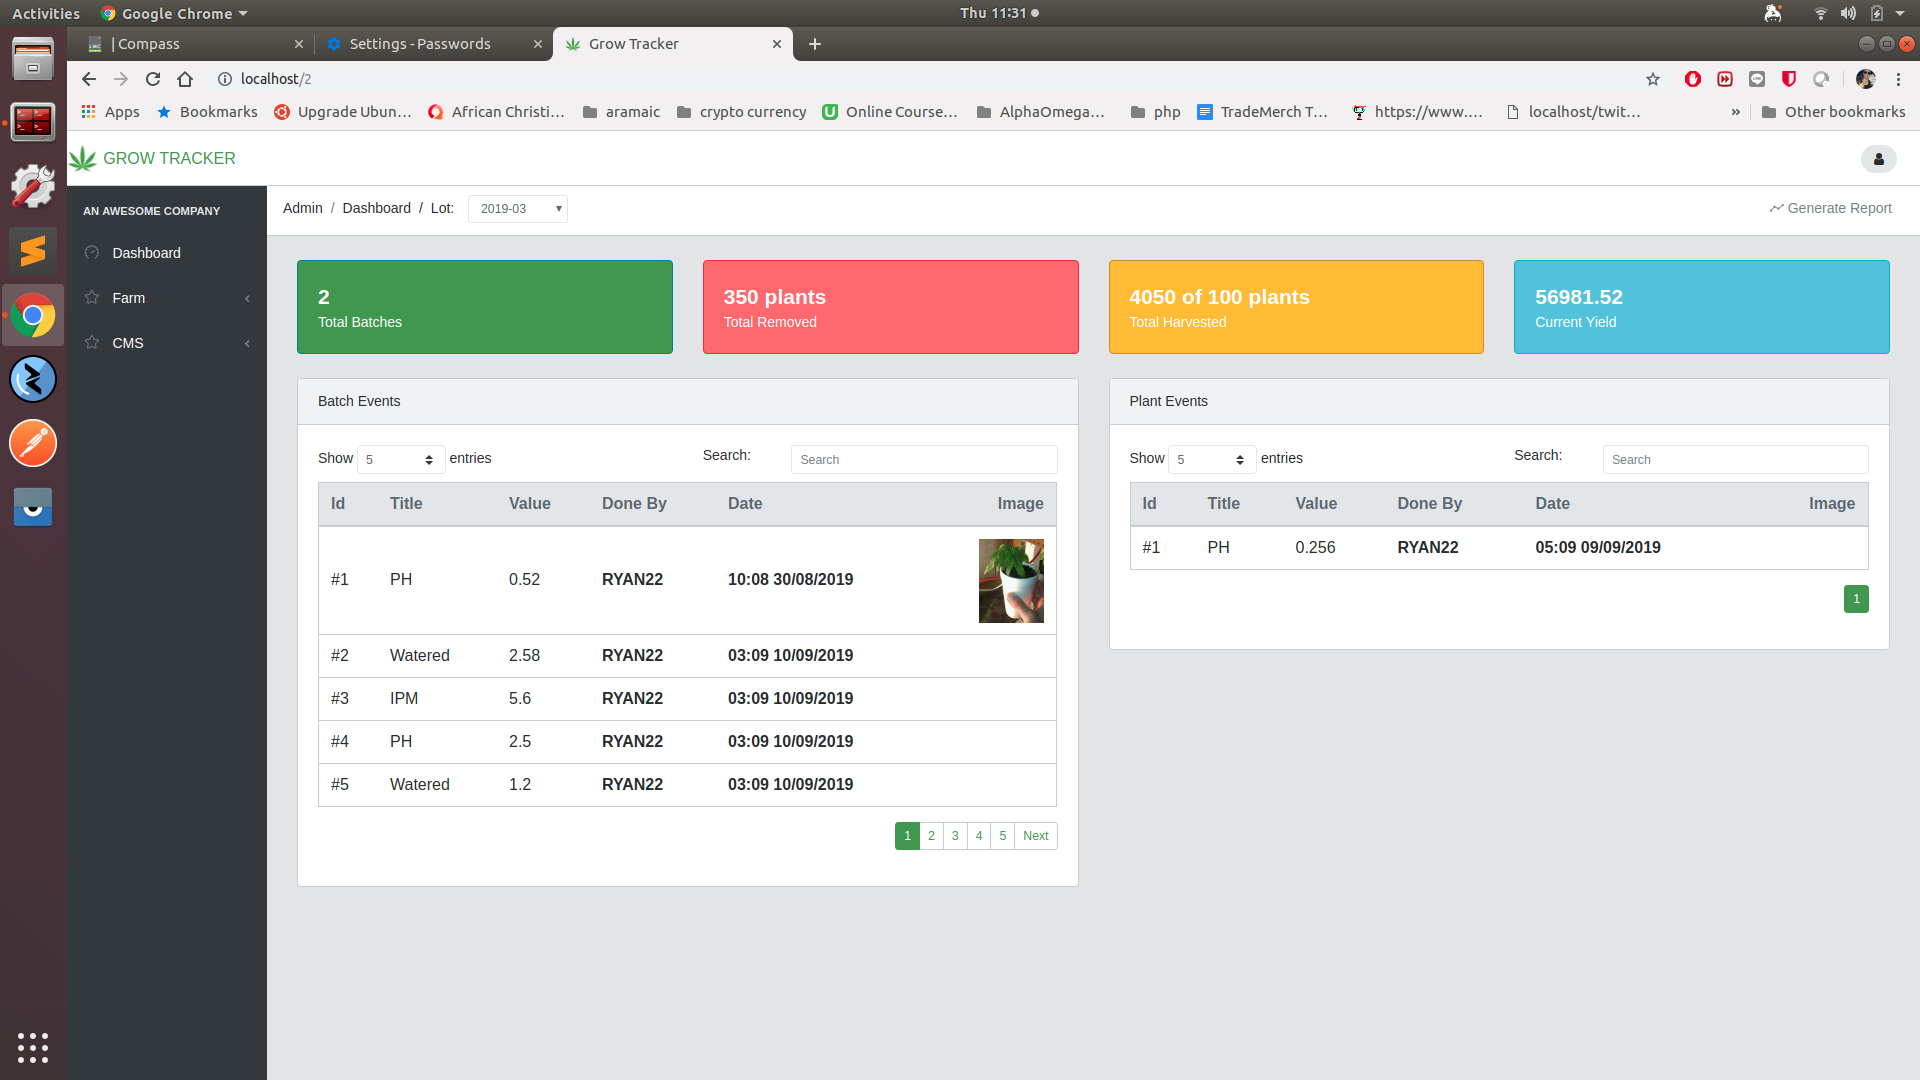 Activities Google Chrome Thu 11:31
| Compass Settings - Passwords Grow Tracker
localhost/2
Apps Bookmarks Upgrade Ubun... African Christi... aramaic crypto currency Online Course... AlphaOmega... php TradeMerch T... https://www.... localhost/twit... » Other bookmarks
GROW TRACKER
AN AWESOME COMPANY
Dashboard
Farm
CMS
Admin / Dashboard / Lot: 2019-03 Generate Report
2
Total Batches
350 plants
Total Removed
4050 of 100 plants
Total Harvested
56981.52
Current Yield
Batch Events
Show 5 entries Search: Search
Id Title Value Done By Date Image
#1 PH 0.52 RYAN22 10:08 30/08/2019
#2 Watered 2.58 RYAN22 03:09 10/09/2019
#3 IPM 5.6 RYAN22 03:09 10/09/2019
#4 PH 2.5 RYAN22 03:09 10/09/2019
#5 Watered 1.2 RYAN22 03:09 10/09/2019
1 2 3 4 5 Next
Plant Events
Show 5 entries Search: Search
Id Title Value Done By Date Image
#1 PH 0.256 RYAN22 05:09 09/09/2019
1